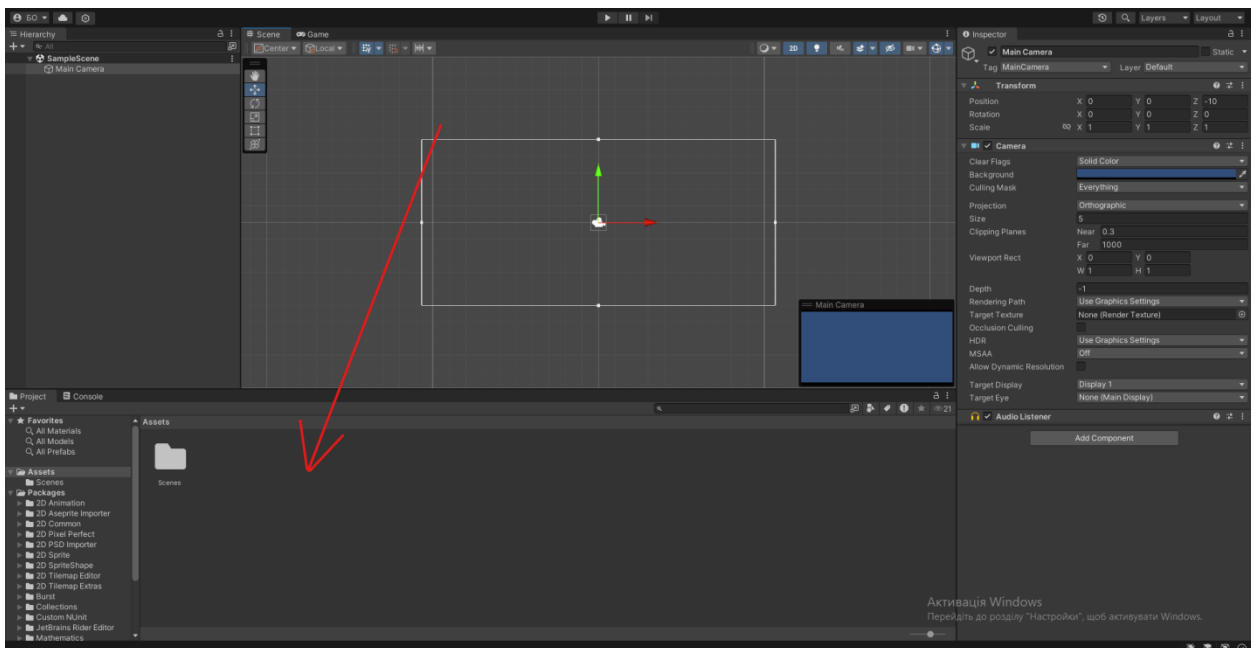 БО
Layers
Layout
Hierarchy
Scene
Game
Inspector
All
Center
Local
2D
SampleScene
Main Camera
Main Camera
Static
Tag MainCamera
Layer Default
Transform
Position X 0 Y 0 Z -10
Rotation X 0 Y 0 Z 0
Scale X 1 Y 1 Z 1
Camera
Clear Flags Solid Color
Background
Culling Mask Everything
Projection Orthographic
Size 5
Clipping Planes Near 0.3
Far 1000
Viewport Rect X 0 Y 0
W 1 H 1
Depth -1
Rendering Path Use Graphics Settings
Target Texture None (Render Texture)
Occlusion Culling
HDR Use Graphics Settings
MSAA Off
Allow Dynamic Resolution
Target Display Display 1
Target Eye None (Main Display)
Audio Listener
Add Component
Main Camera
Project
Console
21
Favorites
All Materials
All Models
All Prefabs
Assets
Scenes
Packages
2D Animation
2D Aseprite Importer
2D Common
2D Pixel Perfect
2D PSD Importer
2D Sprite
2D SpriteShape
2D Tilemap Editor
2D Tilemap Extras
Burst
Collections
Custom NUnit
JetBrains Rider Editor
Mathematics
Assets
Scenes
Активація Windows
Перейдіть до розділу "Настройки", щоб активувати Windows.